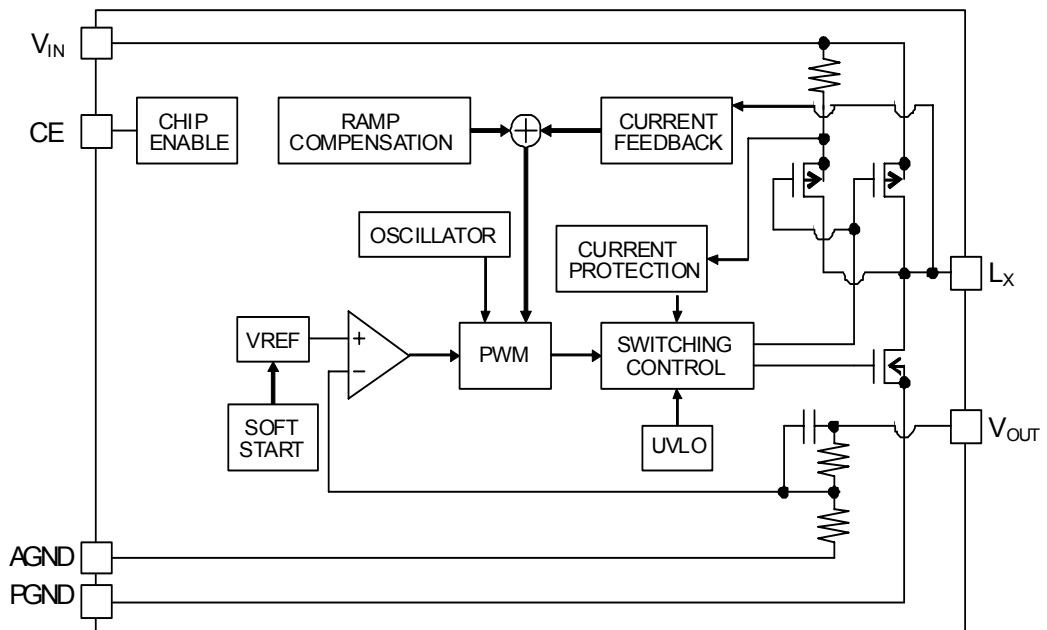 VIN
CE
CHIP
ENABLE
RAMP
COMPENSATION
+
CURRENT
FEEDBACK
OSCILLATOR
CURRENT
PROTECTION
LX
VREF
+
−
PWM
SWITCHING
CONTROL
SOFT
START
UVLO
VOUT
AGND
PGND